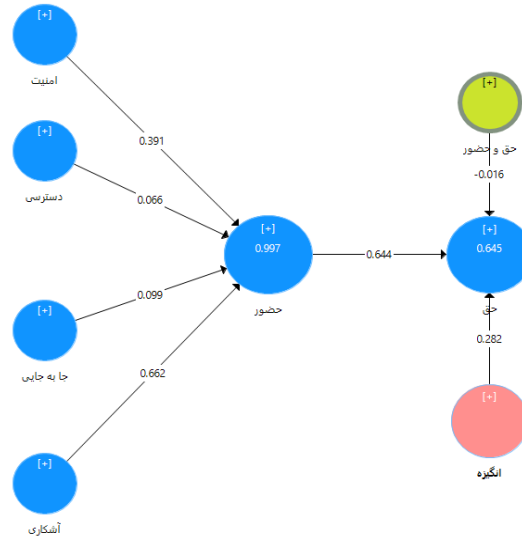 [+]
امنیت
[+]
حق و حضور
0.391
-0.016
[+]
دسترسی
0.066
[+]
0.997
حضور
0.644
[+]
0.645
حق
0.099
[+]
جا به جایی
0.662
0.282
[+]
انگیزه
[+]
آشکاری